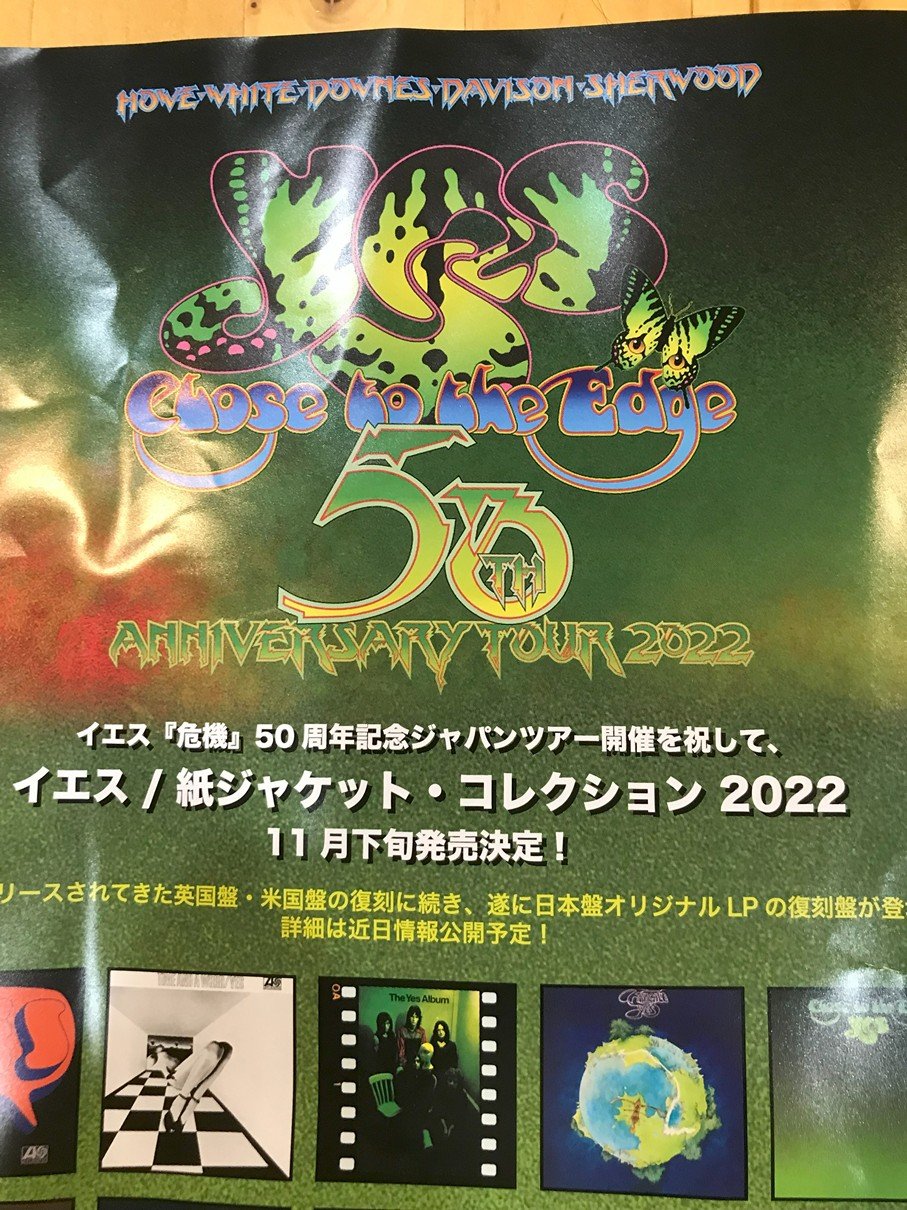 HOWE·WHITE·DOWNES·DAVISON·SHERWOOD
YES
Close to the Edge
50TH
ANNIVERSARY TOUR 2022
イエス『危機』50周年記念ジャパンツアー開催を祝して、
イエス / 紙ジャケット・コレクション 2022
11月下旬発売決定！
リースされてきた英国盤・米国盤の復刻に続き、遂に日本盤オリジナルLPの復刻盤が登
詳細は近日情報公開予定！
TIME AND A WORD/YES
The Yes Album
Fragile
Yes